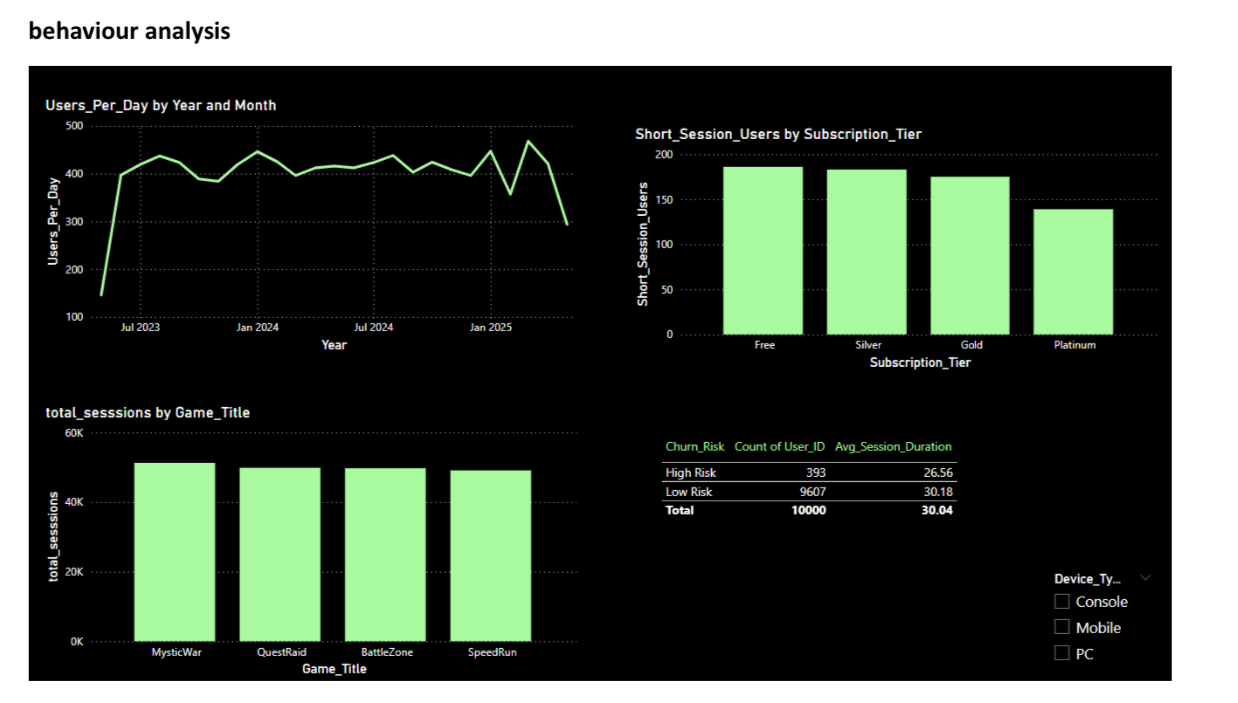 behaviour analysis
Users_Per_Day by Year and Month
500
400
300
200
100
Users_Per_Day
Jul 2023 Jan 2024 Jul 2024 Jan 2025
Year
Short_Session_Users by Subscription_Tier
200
150
100
50
0
Short_Session_Users
Free Silver Gold Platinum
Subscription_Tier
total_sesssions by Game_Title
60K
40K
20K
0K
total_sesssions
MysticWar QuestRaid BattleZone SpeedRun
Game_Title
Churn_Risk Count of User_ID Avg_Session_Duration
High Risk 393 26.56
Low Risk 9607 30.18
Total 10000 30.04
Device_Ty...
Console
Mobile
PC